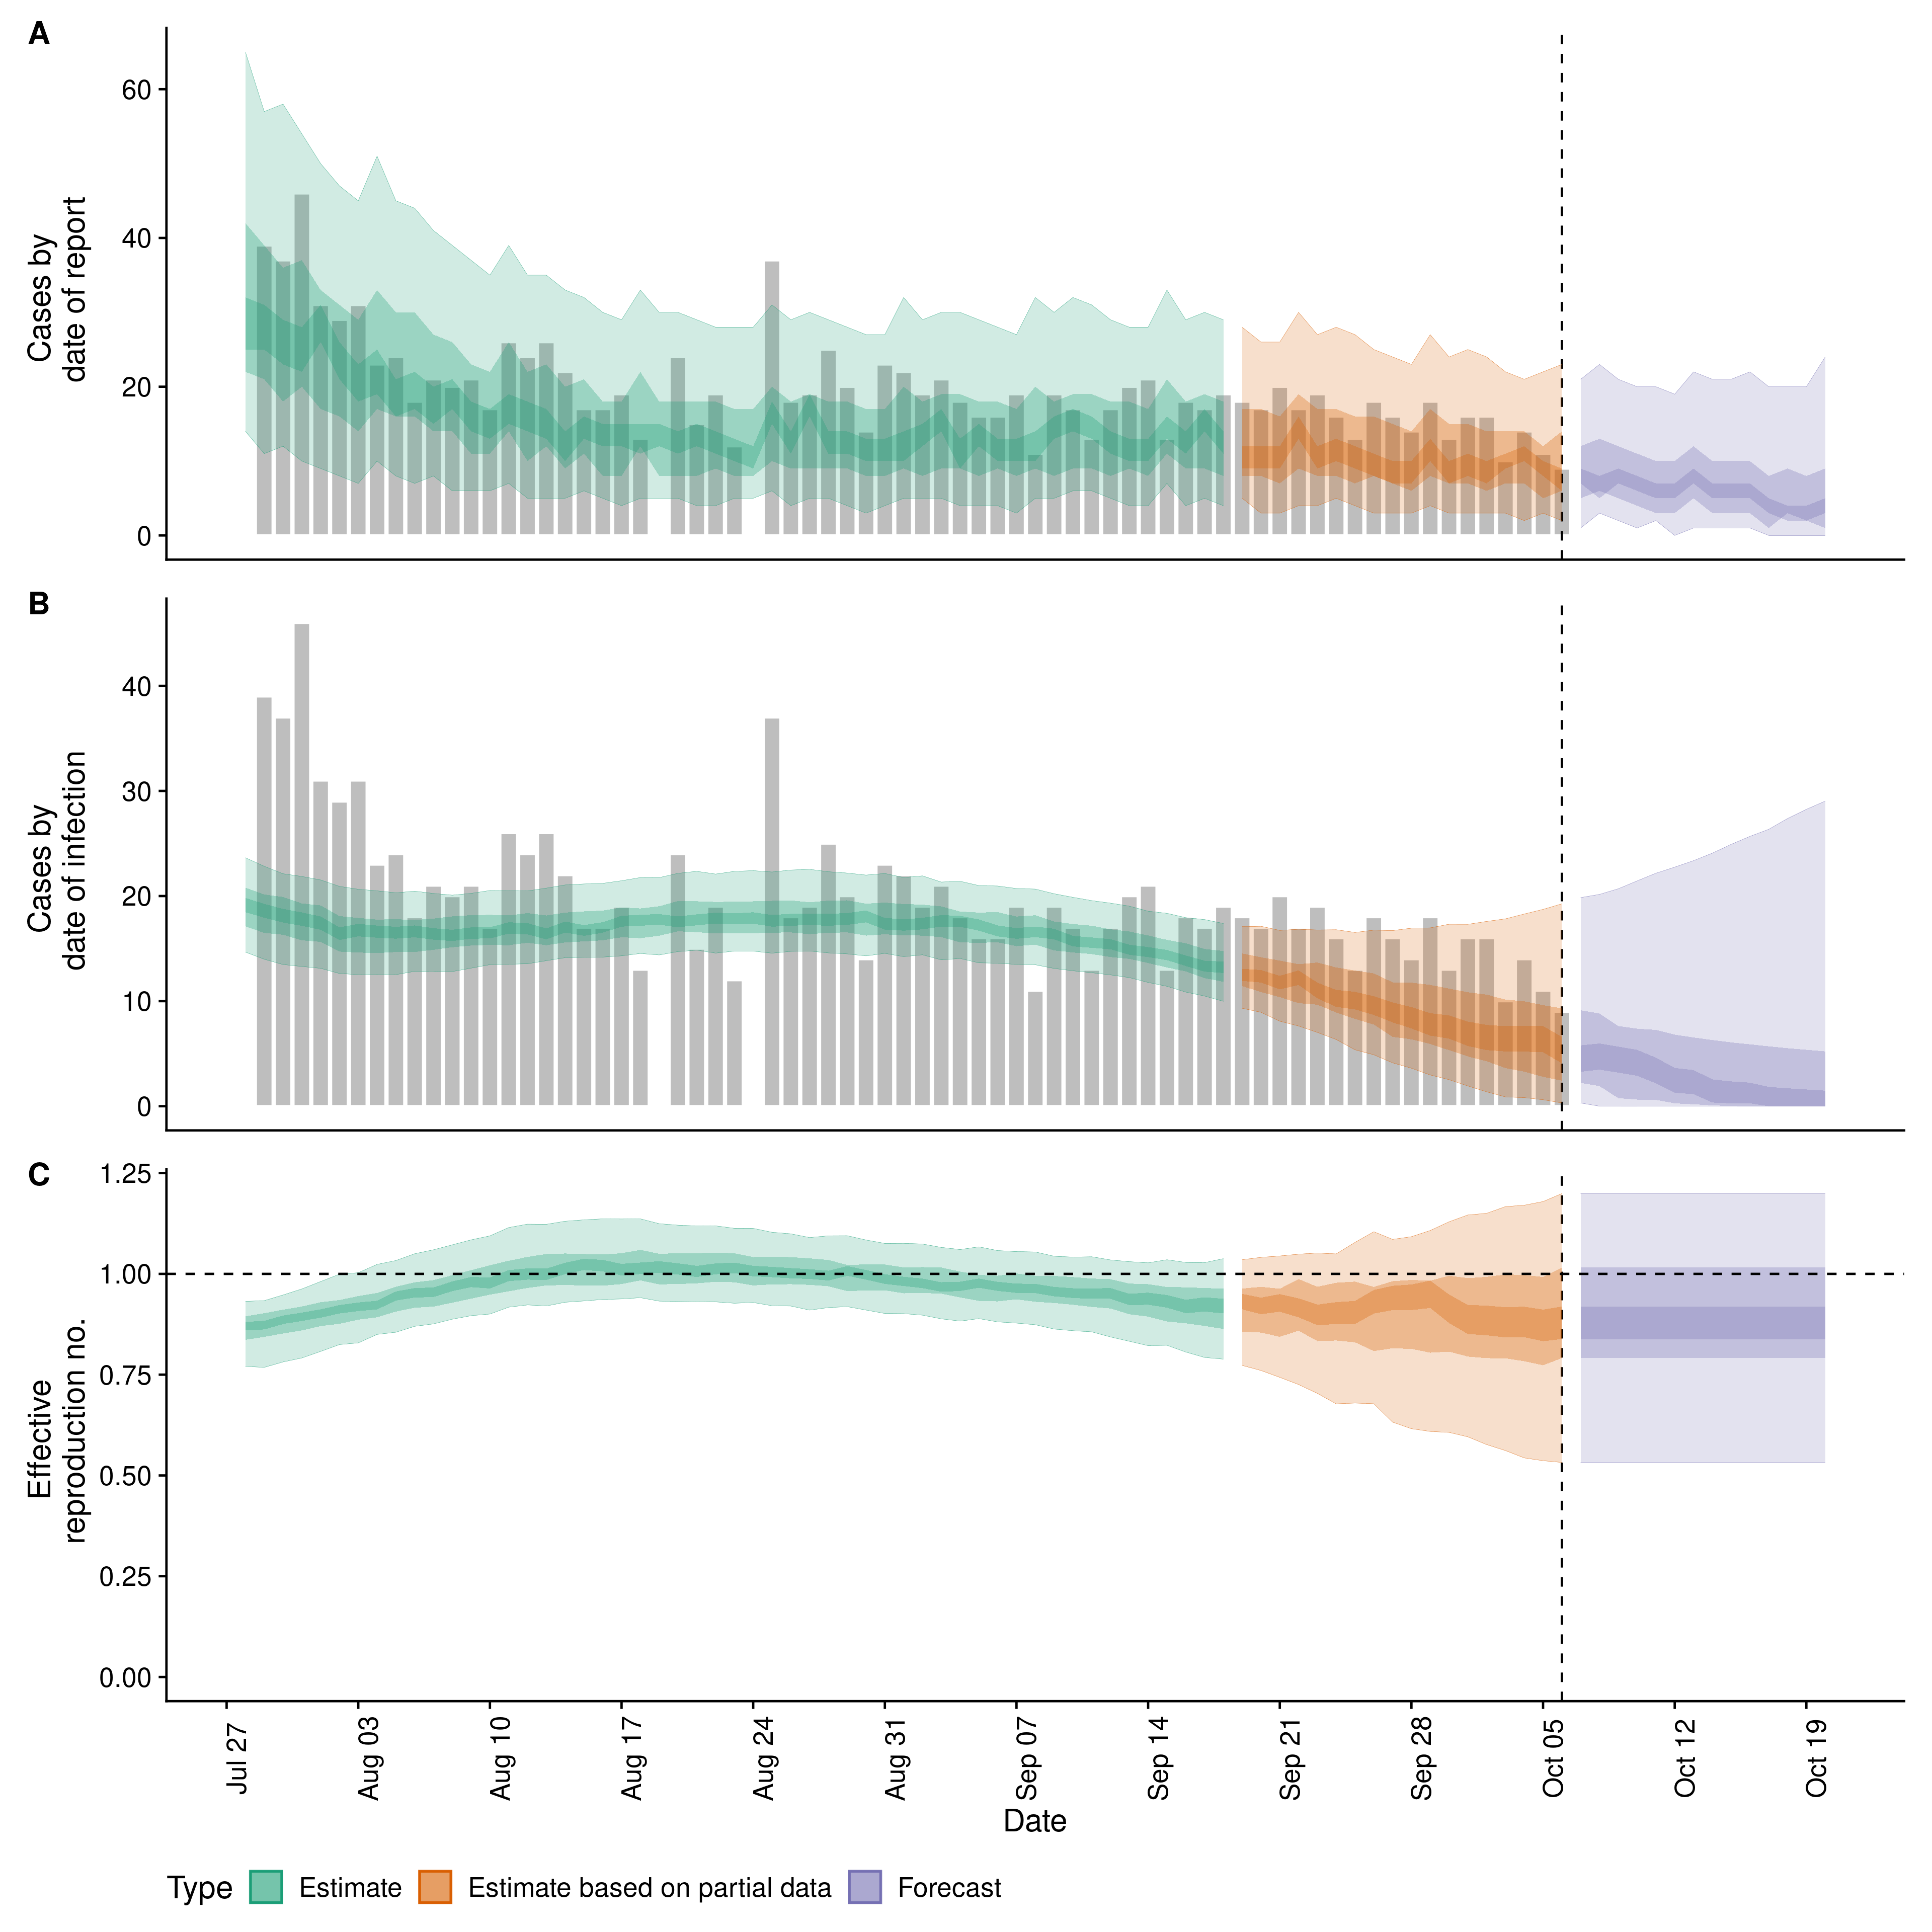 A
60
40
20
0
Cases by
date of report
B
40
30
20
10
0
Cases by
date of infection
C
1.25
1.00
0.75
0.50
0.25
0.00
Effective
reproduction no.
Jul 27
Aug 03
Aug 10
Aug 17
Aug 24
Aug 31
Sep 07
Sep 14
Sep 21
Sep 28
Oct 05
Oct 12
Oct 19
Date
Type Estimate Estimate based on partial data Forecast